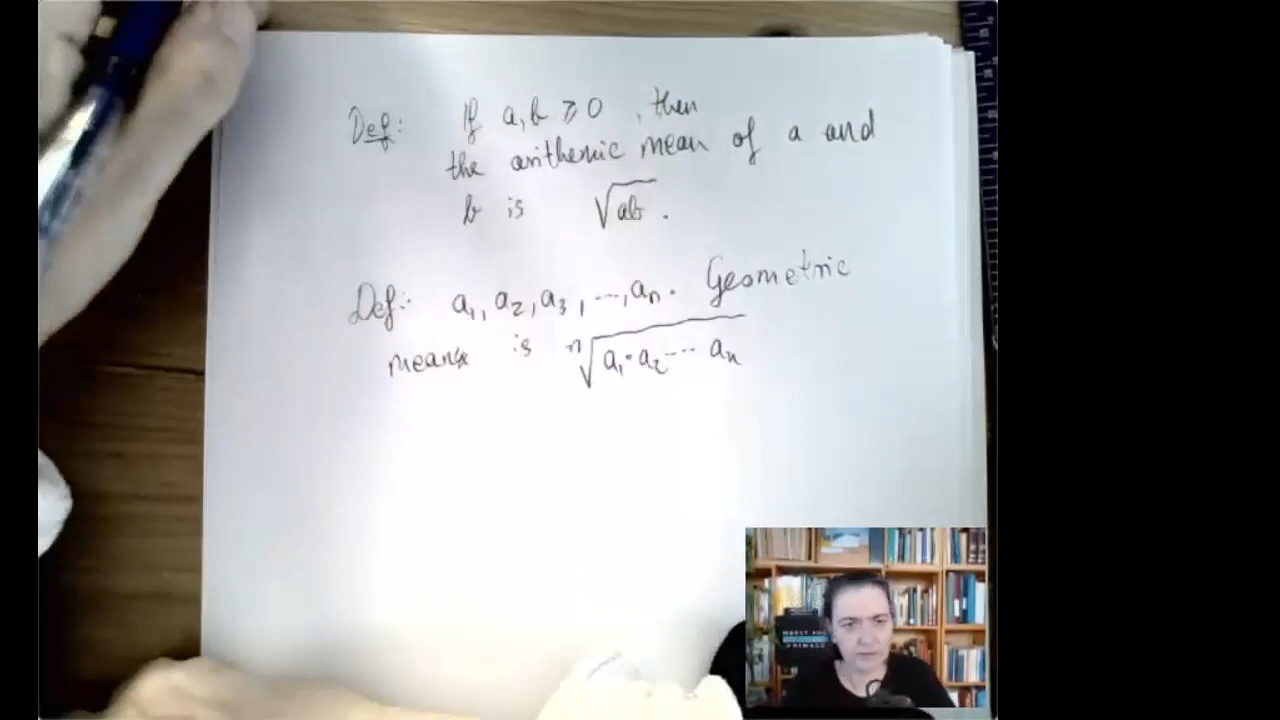 Def: If a, b ⩾ 0, then
the arithemic mean of a and
b is √ab.
Def: a₁, a₂, a₃, ..., aₙ. Geometric
mean is ⁿ√a₁·a₂··· aₙ